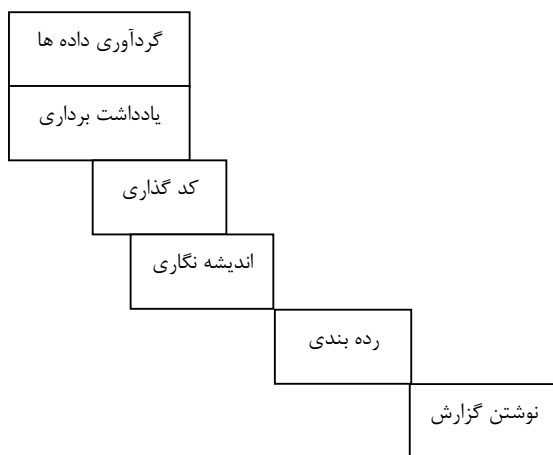 گردآوری داده ها
یادداشت برداری
کد گذاری
اندیشه نگاری
رده بندی
نوشتن گزارش